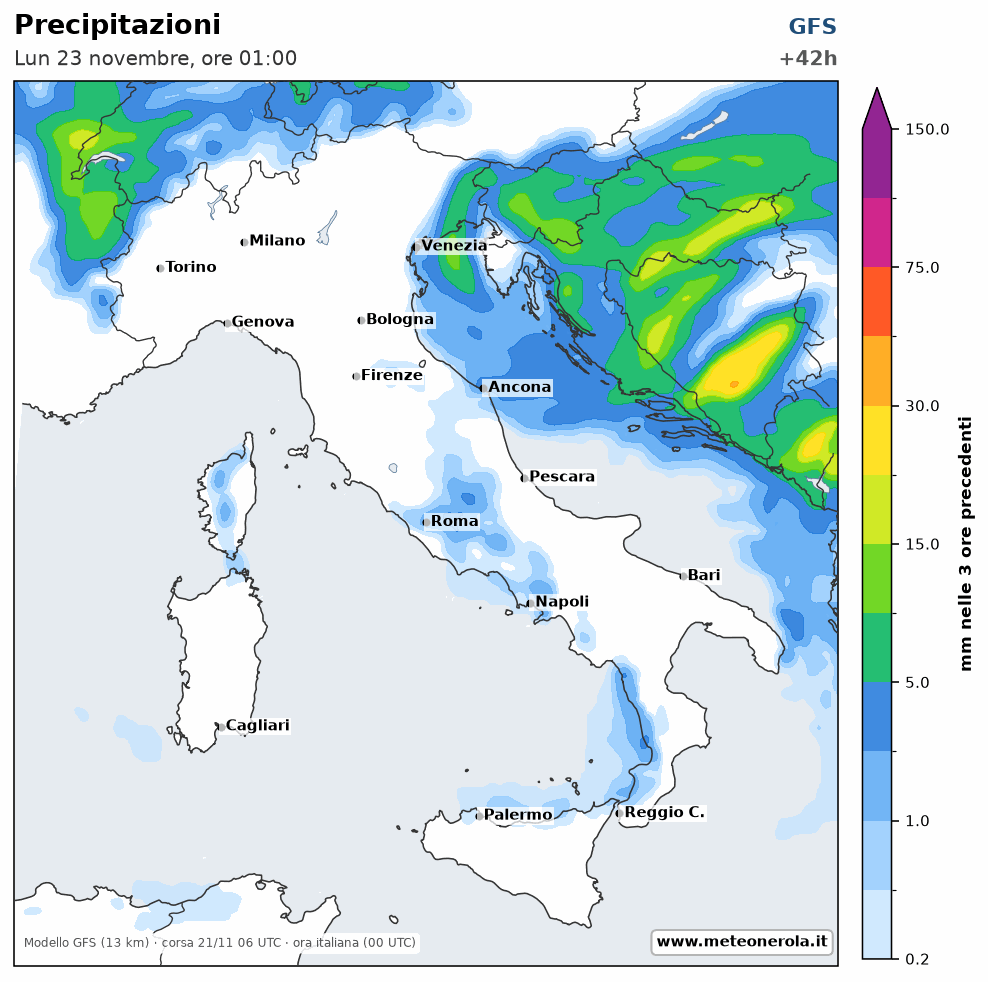 Precipitazioni
GFS
Lun 23 novembre, ore 01:00
+42h
150.0
75.0
30.0
15.0
5.0
1.0
0.2
mm nelle 3 ore precedenti
Milano
Venezia
Torino
Genova
Bologna
Firenze
Ancona
Pescara
Roma
Bari
Napoli
Cagliari
Palermo
Reggio C.
Modello GFS (13 km) · corsa 21/11 06 UTC · ora italiana (00 UTC)
www.meteonerola.it